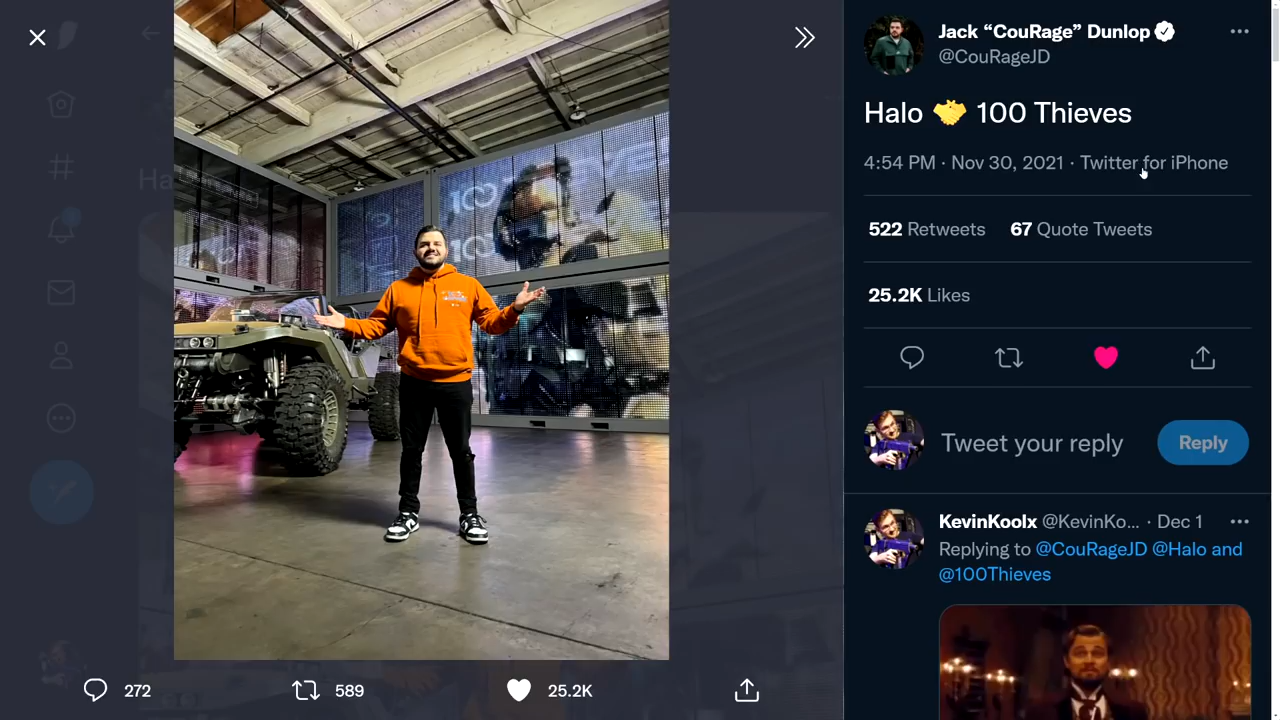 Jack “CouRage” Dunlop
@CouRageJD
Halo 🤝 100 Thieves
4:54 PM · Nov 30, 2021 · Twitter for iPhone
522 Retweets 67 Quote Tweets
25.2K Likes
Tweet your reply
Reply
KevinKoolx @KevinKo... · Dec 1
Replying to @CouRageJD @Halo and
@100Thieves
100
272
589
25.2K
Ha